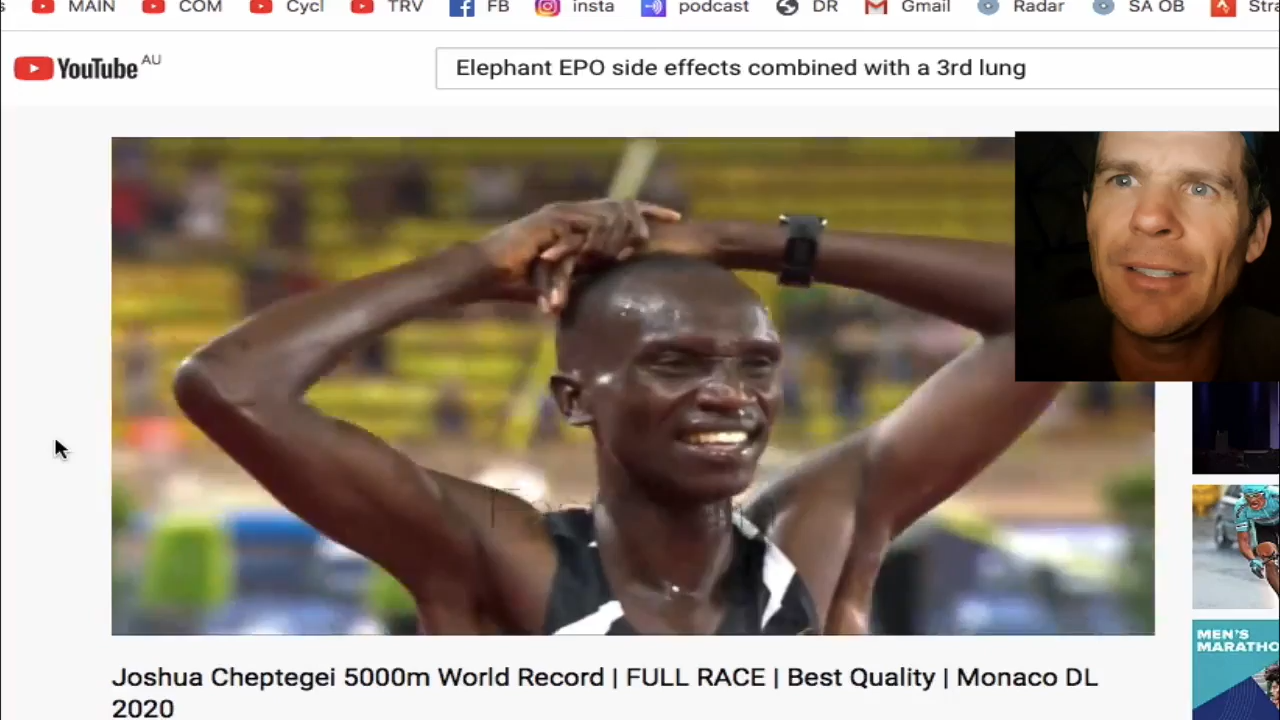 s MAIN COM Cycl TRV FB insta podcast DR Gmail Radar SA OB Stra
YouTube AU
Elephant EPO side effects combined with a 3rd lung
MEN'S
MARATHO
Joshua Cheptegei 5000m World Record | FULL RACE | Best Quality | Monaco DL
2020